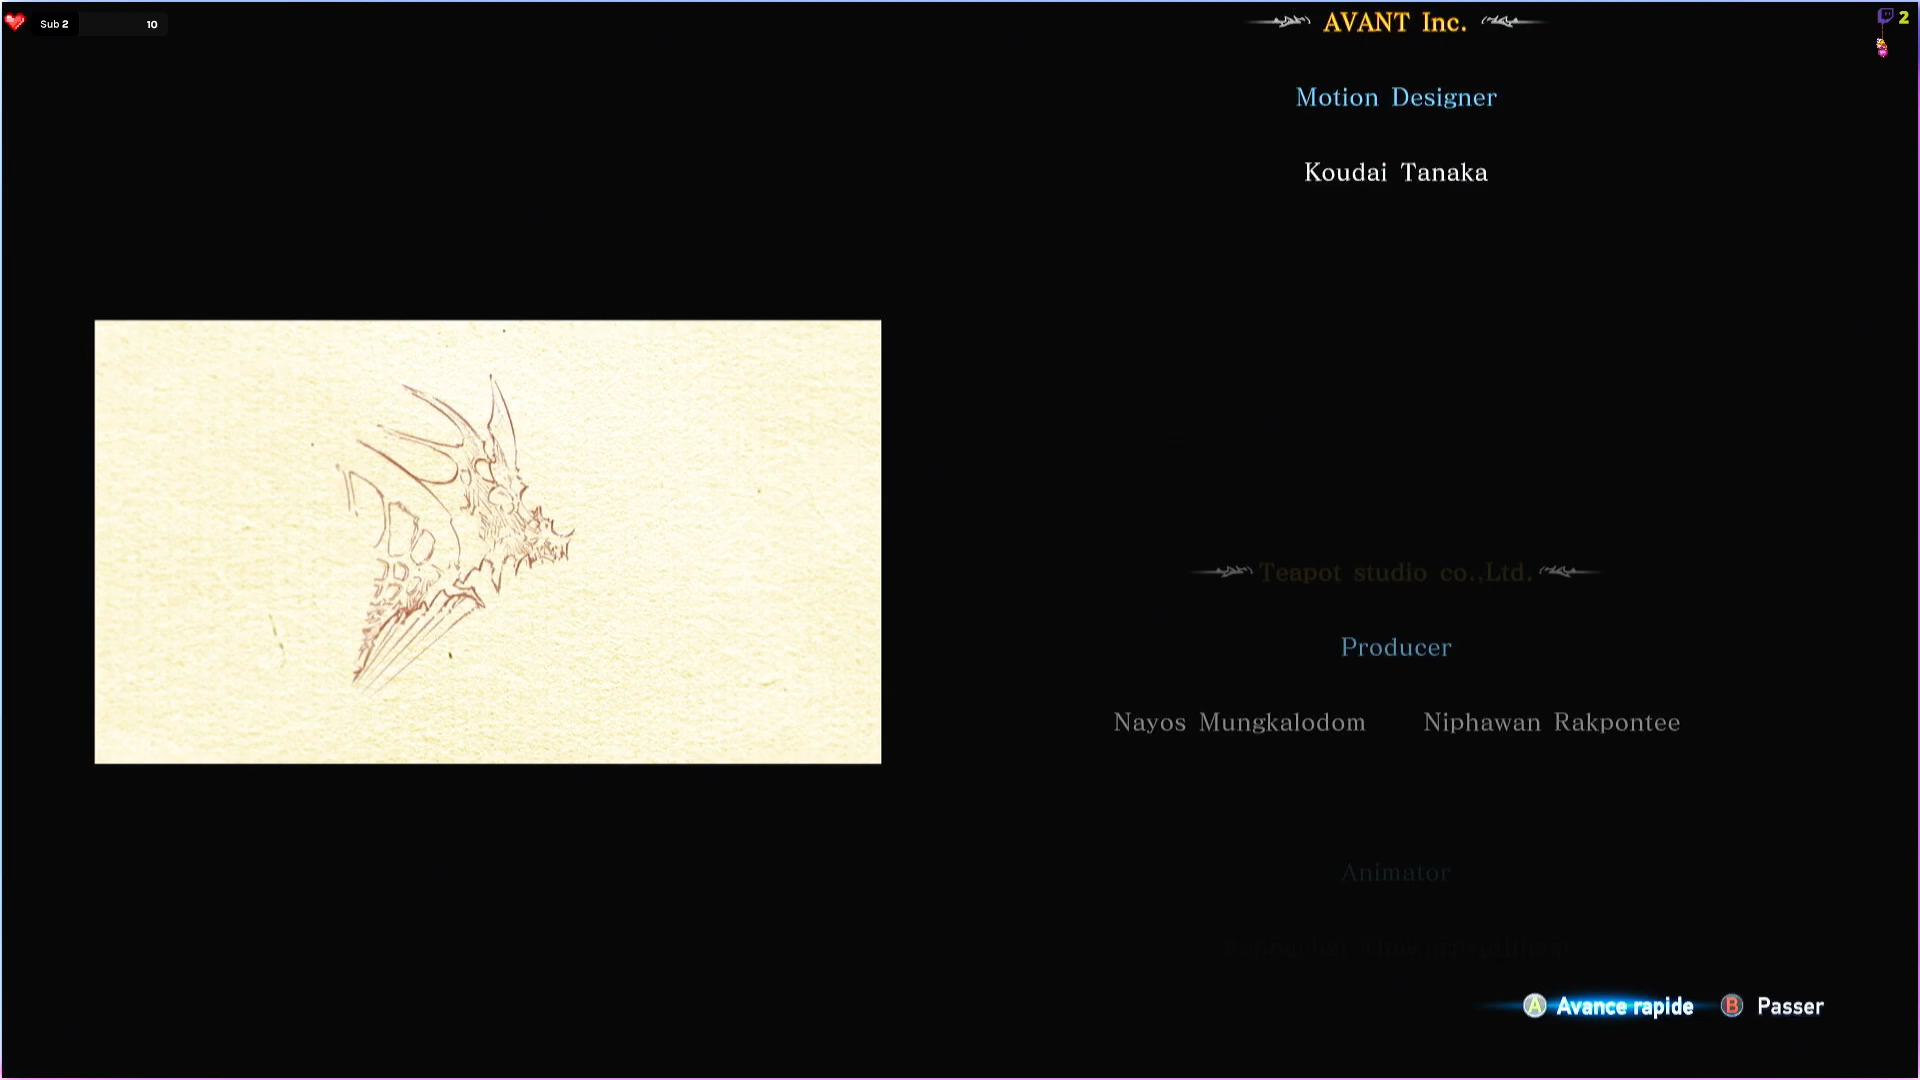 Sub 2 10
2
AVANT Inc.
Motion Designer
Koudai Tanaka
Teapot studio co.,Ltd.
Producer
Nayos Mungkalodom Niphawan Rakpontee
Animator
A Avance rapide B Passer